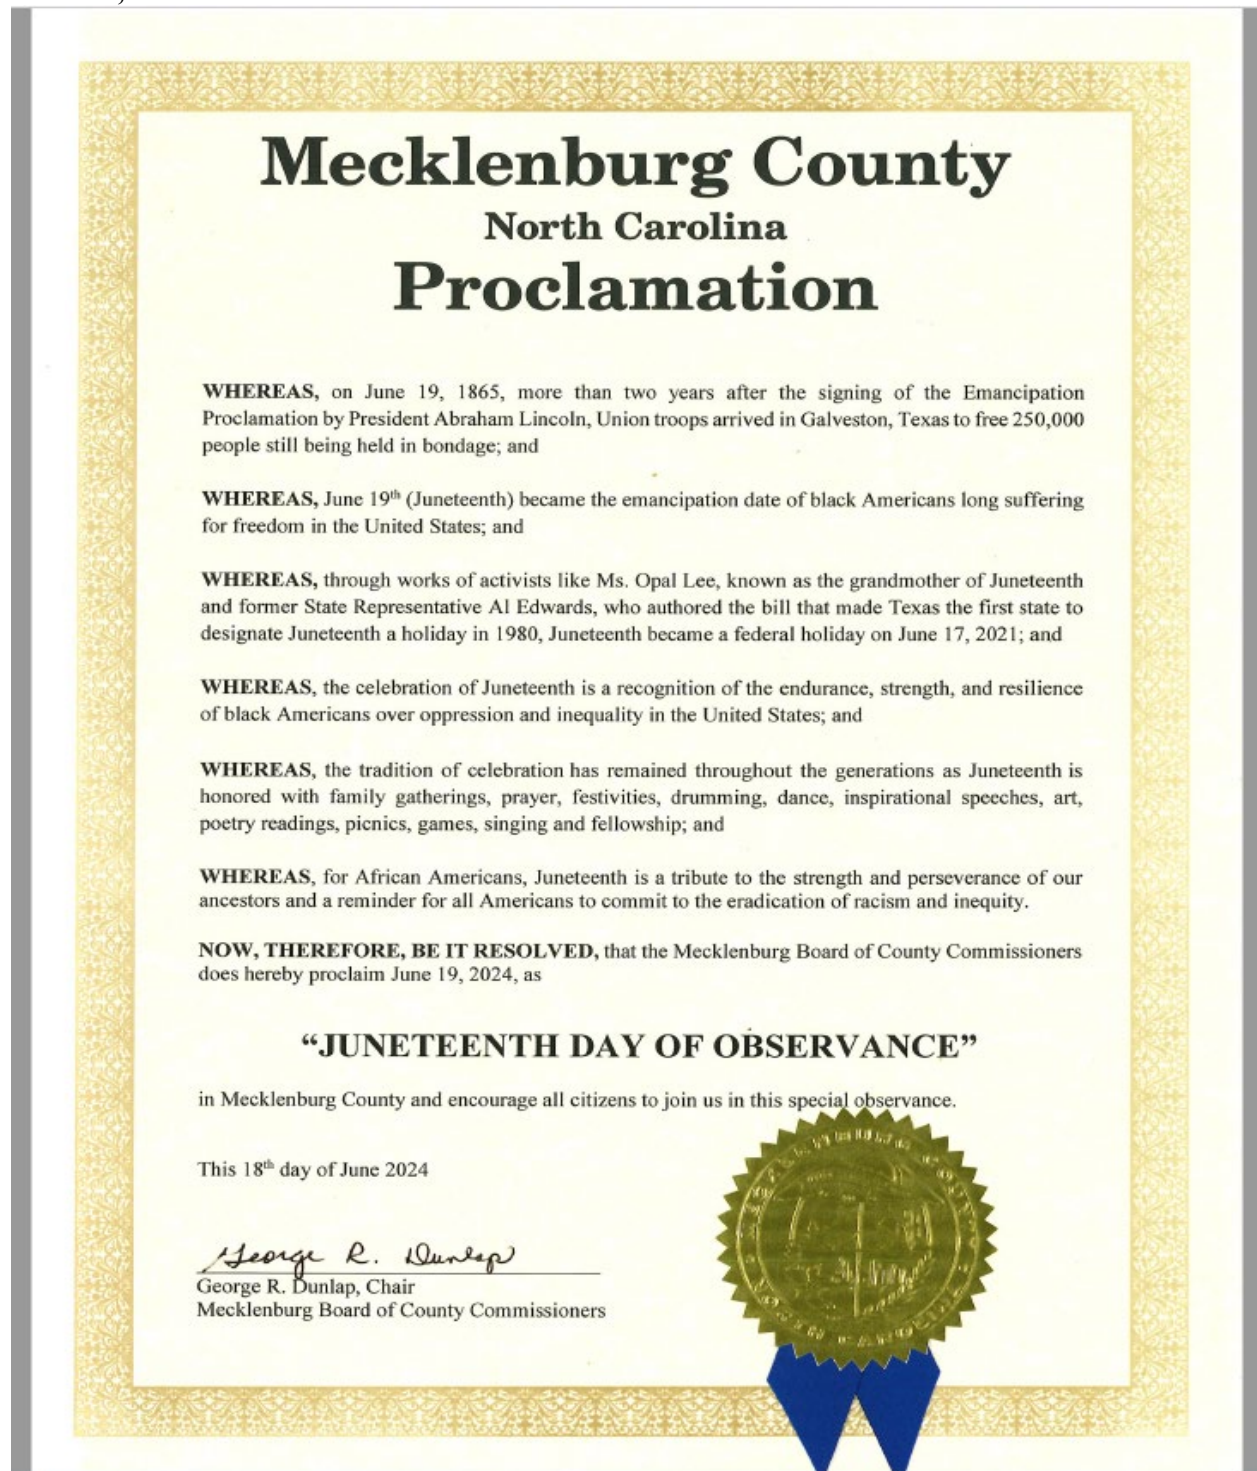 Mecklenburg County
North Carolina
Proclamation
WHEREAS, on June 19, 1865, more than two years after the signing of the Emancipation
Proclamation by President Abraham Lincoln, Union troops arrived in Galveston, Texas to free 250,000
people still being held in bondage; and
WHEREAS, June 19th (Juneteenth) became the emancipation date of black Americans long suffering
for freedom in the United States; and
WHEREAS, through works of activists like Ms. Opal Lee, known as the grandmother of Juneteenth
and former State Representative Al Edwards, who authored the bill that made Texas the first state to
designate Juneteenth a holiday in 1980, Juneteenth became a federal holiday on June 17, 2021; and
WHEREAS, the celebration of Juneteenth is a recognition of the endurance, strength, and resilience
of black Americans over oppression and inequality in the United States; and
WHEREAS, the tradition of celebration has remained throughout the generations as Juneteenth is
honored with family gatherings, prayer, festivities, drumming, dance, inspirational speeches, art,
poetry readings, picnics, games, singing and fellowship; and
WHEREAS, for African Americans, Juneteenth is a tribute to the strength and perseverance of our
ancestors and a reminder for all Americans to commit to the eradication of racism and inequity.
NOW, THEREFORE, BE IT RESOLVED, that the Mecklenburg Board of County Commissioners
does hereby proclaim June 19, 2024, as
“JUNETEENTH DAY OF OBSERVANCE”
in Mecklenburg County and encourage all citizens to join us in this special observance.
This 18th day of June 2024
George R. Dunlap
George R. Dunlap, Chair
Mecklenburg Board of County Commissioners
MECKLENBURG COUNTY
NORTH CAROLINA